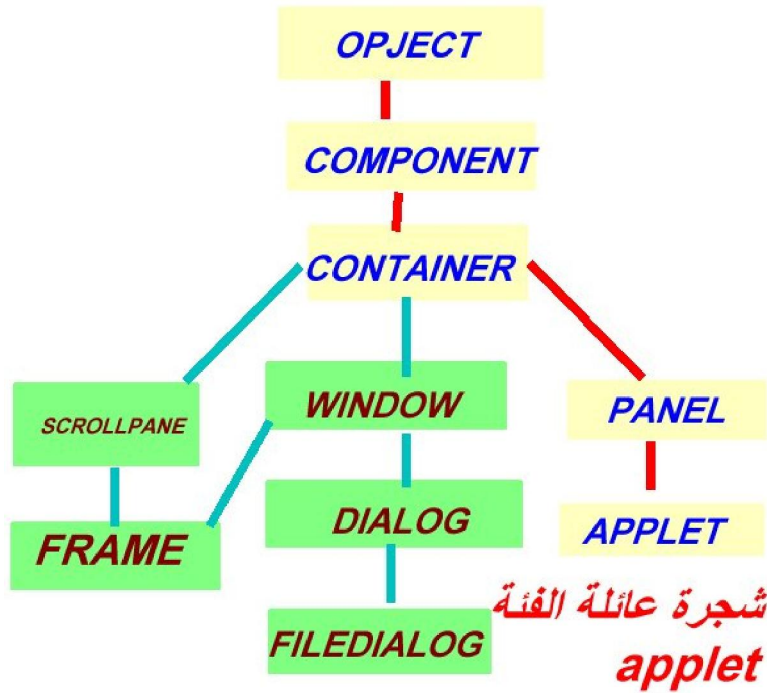 OPJECT
COMPONENT
CONTAINER
WINDOW
SCROLLPANE
PANEL
DIALOG
APPLET
FRAME
شجرة عائلة الفئة
FILEDIALOG
applet